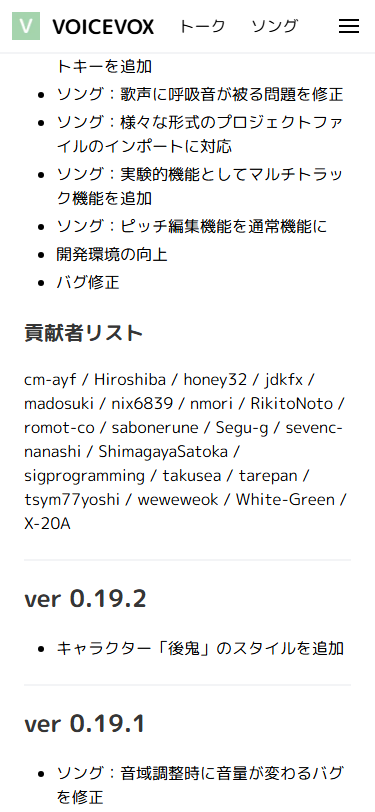 V VOICEVOX トーク ソング
トキーを追加
ソング：歌声に呼吸音が被る問題を修正
ソング：様々な形式のプロジェクトファ
イルのインポートに対応
ソング：実験的機能としてマルチトラッ
ク機能を追加
ソング：ピッチ編集機能を通常機能に
開発環境の向上
バグ修正
貢献者リスト
cm-ayf / Hiroshiba / honey32 / jdkfx /
madosuki / nix6839 / nmori / RikitoNoto /
romot-co / sabonerune / Segu-g / sevenc-
nanashi / ShimagayaSatoka /
sigprogramming / takusea / tarepan /
tsym77yoshi / weweweok / White-Green /
X-20A
ver 0.19.2
キャラクター「後鬼」のスタイルを追加
ver 0.19.1
ソング：音域調整時に音量が変わるバグ
を修正